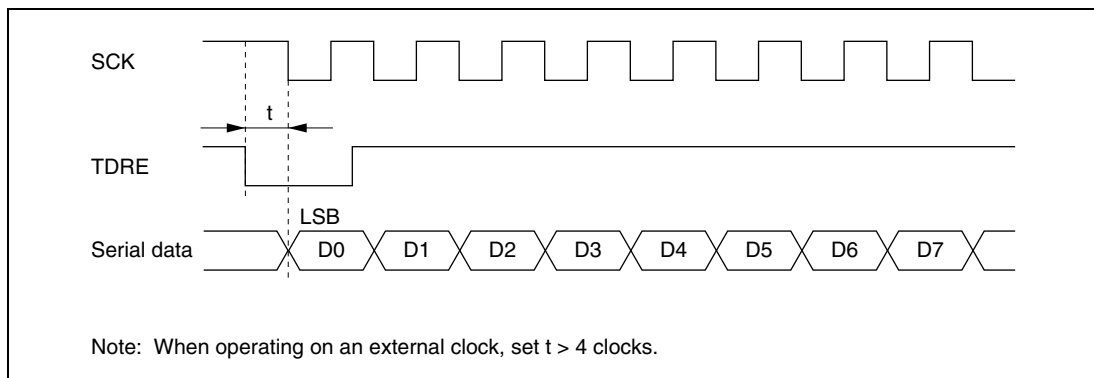 SCK
t
TDRE
LSB
Serial data D0 D1 D2 D3 D4 D5 D6 D7
Note: When operating on an external clock, set t > 4 clocks.